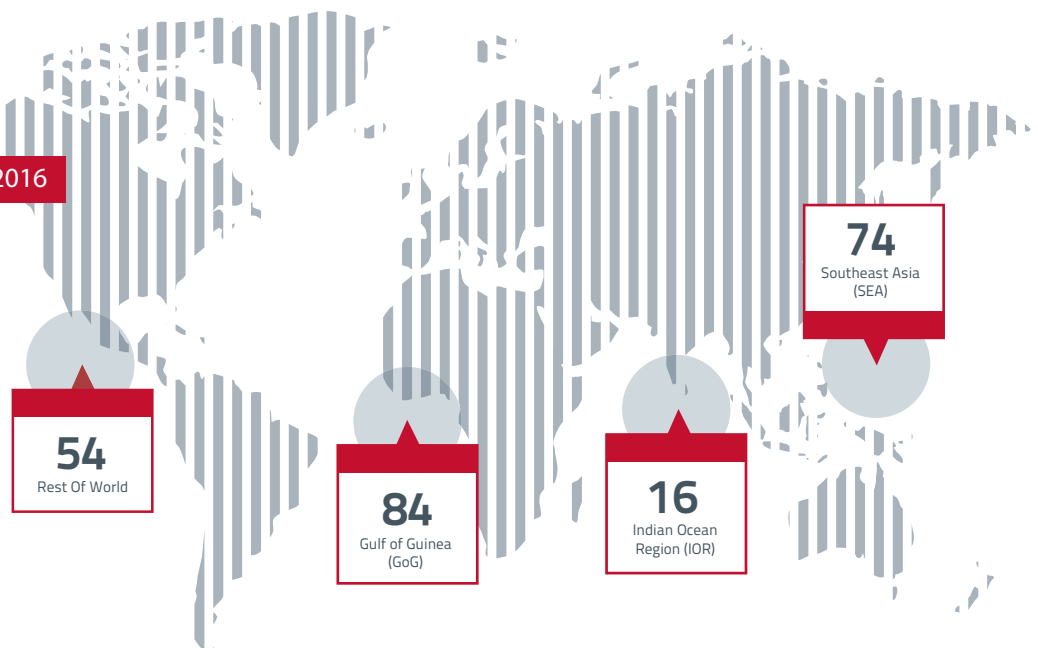 2016
74
Southeast Asia
(SEA)
54
Rest Of World
84
Gulf of Guinea
(GoG)
16
Indian Ocean
Region (IOR)